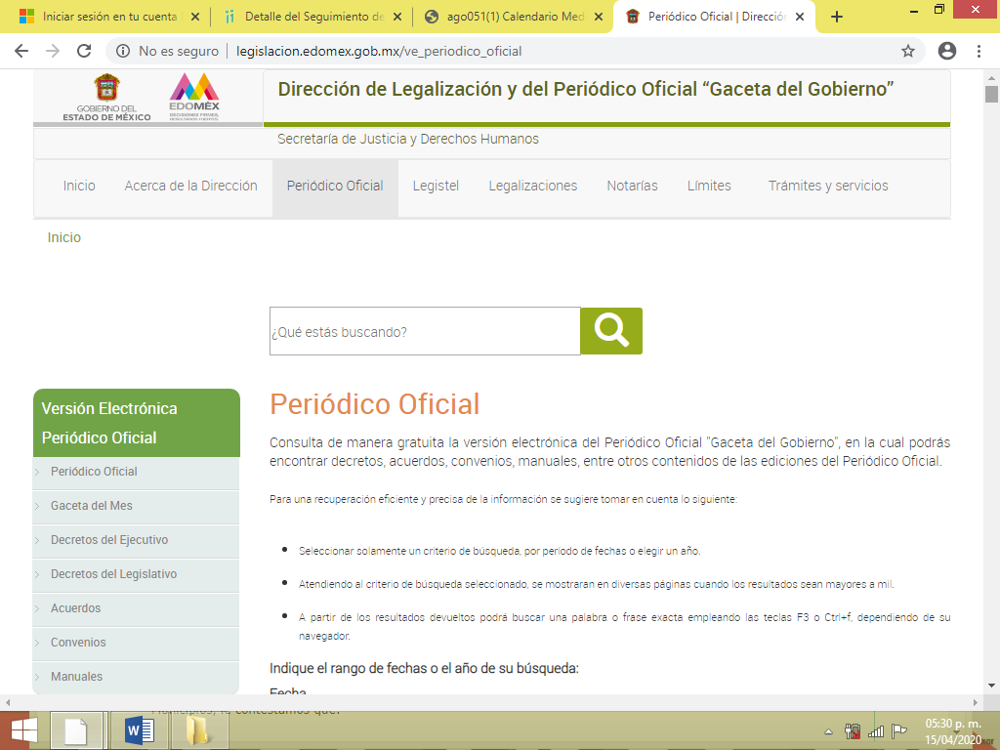 Iniciar sesión en tu cuenta
Detalle del Seguimiento de
ago051(1) Calendario Med
Periódico Oficial | Direcció
No es seguro
legislacion.edomex.gob.mx/ve_periodico_oficial
GOBIERNO DEL
ESTADO DE MÉXICO
EDOMÉX
DECISIONES FIRMES, RESULTADOS FUERTES.
Dirección de Legalización y del Periódico Oficial “Gaceta del Gobierno”
Secretaría de Justicia y Derechos Humanos
Inicio
Acerca de la Dirección
Periódico Oficial
Legistel
Legalizaciones
Notarías
Límites
Trámites y servicios
Inicio
¿Qué estás buscando?
Versión Electrónica
Periódico Oficial
Periódico Oficial
Gaceta del Mes
Decretos del Ejecutivo
Decretos del Legislativo
Acuerdos
Convenios
Manuales
Periódico Oficial
Consulta de manera gratuita la versión electrónica del Periódico Oficial "Gaceta del Gobierno", en la cual podrás
encontrar decretos, acuerdos, convenios, manuales, entre otros contenidos de las ediciones del Periódico Oficial.
Para una recuperación eficiente y precisa de la información se sugiere tomar en cuenta lo siguiente:
Seleccionar solamente un criterio de búsqueda, por período de fechas o elegir un año.
Atendiendo al criterio de búsqueda seleccionado, se mostraran en diversas páginas cuando los resultados sean mayores a mil.
A partir de los resultados devueltos podrá buscar una palabra o frase exacta empleando las teclas F3 o Ctrl+f, dependiendo de su
navegador.
Indique el rango de fechas o el año de su búsqueda:
Fecha
05:30 p. m.
15/04/2020